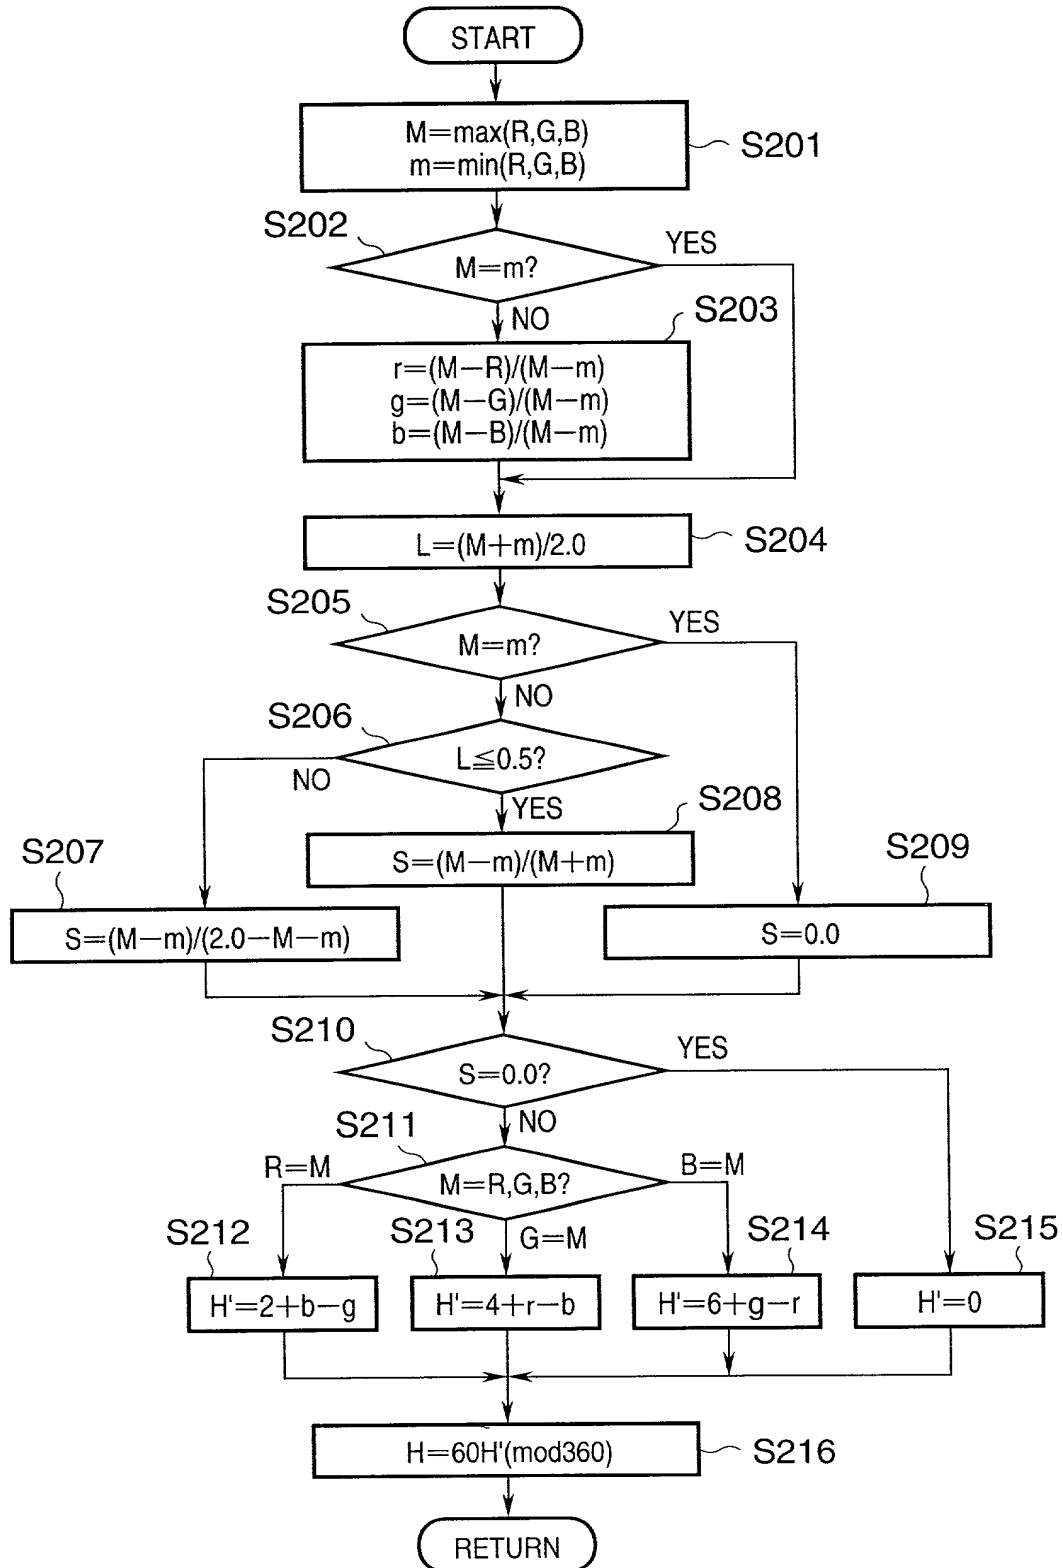 START
M=max(R,G,B)
m=min(R,G,B)
S201
S202
M=m?
YES
NO
S203
r=(M-R)/(M-m)
g=(M-G)/(M-m)
b=(M-B)/(M-m)
L=(M+m)/2.0
S204
S205
M=m?
YES
NO
S206
L≦0.5?
NO
YES
S207
S=(M-m)/(2.0-M-m)
S208
S=(M-m)/(M+m)
S209
S=0.0
S210
S=0.0?
YES
NO
S211
M=R,G,B?
R=M
G=M
B=M
S212
H'=2+b-g
S213
H'=4+r-b
S214
H'=6+g-r
S215
H'=0
H=60H'(mod360)
S216
RETURN